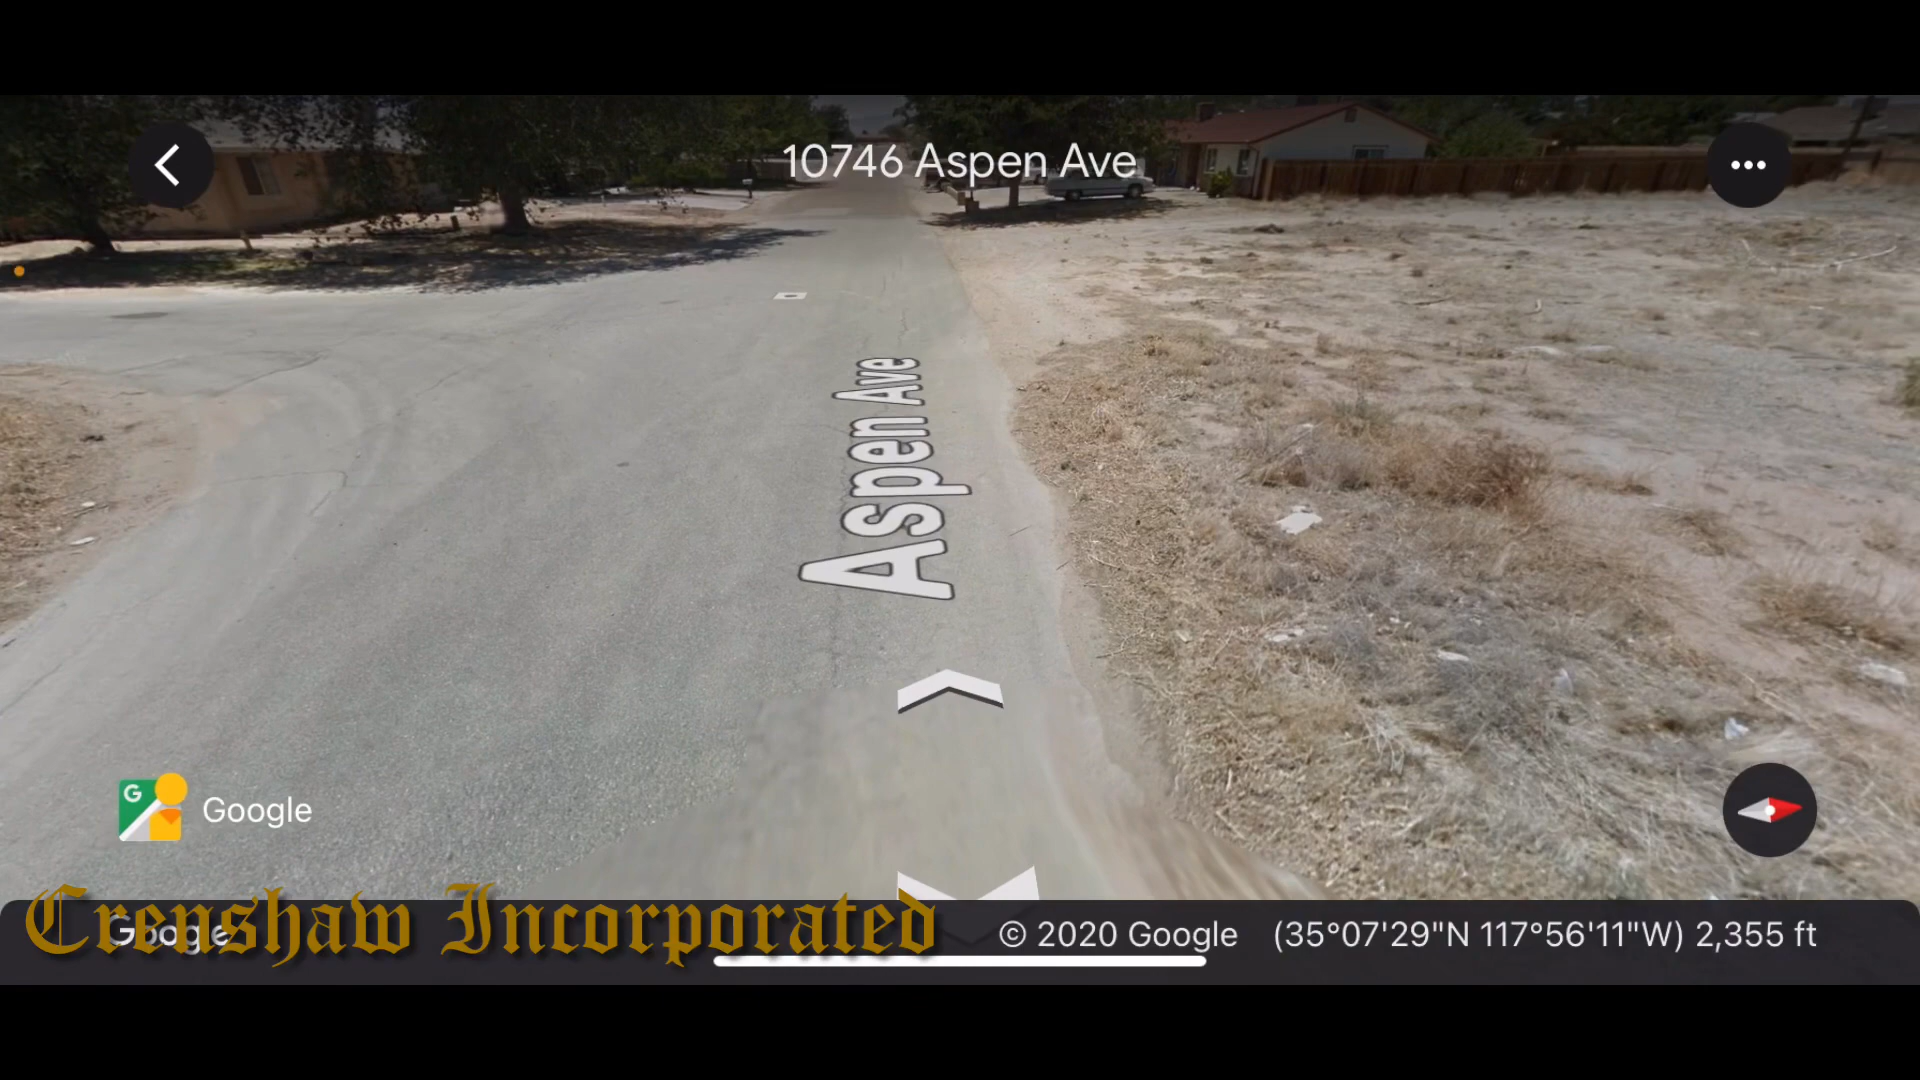 10746 Aspen Ave
Aspen Ave
G
Google
Crenshaw Incorporated
Google
© 2020 Google
(35°07'29"N 117°56'11"W) 2,355 ft